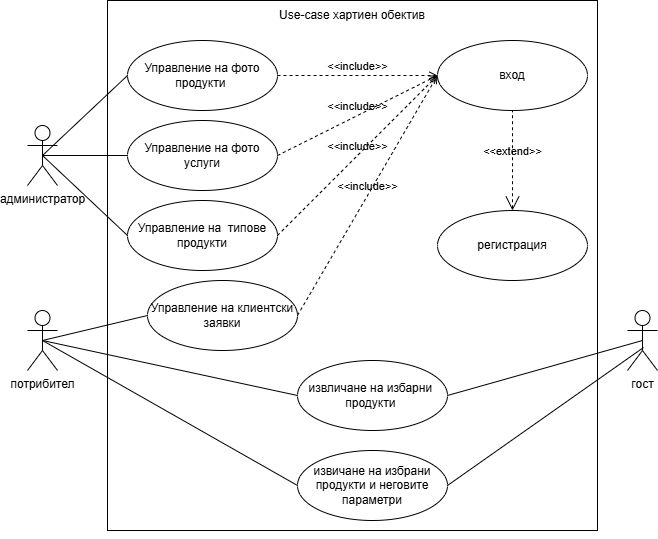 Use-case хартиен обектив
Управление на фото
продукти
<<include>>
вход
<<include>>
Управление на фото
услуги
<<include>>
<<extend>>
<<include>>
администратор
Управление на типове
продукти
регистрация
Управление на клиентски
заявки
потрибител
гост
извличане на избарни
продукти
извичане на избрани
продукти и неговите
параметри